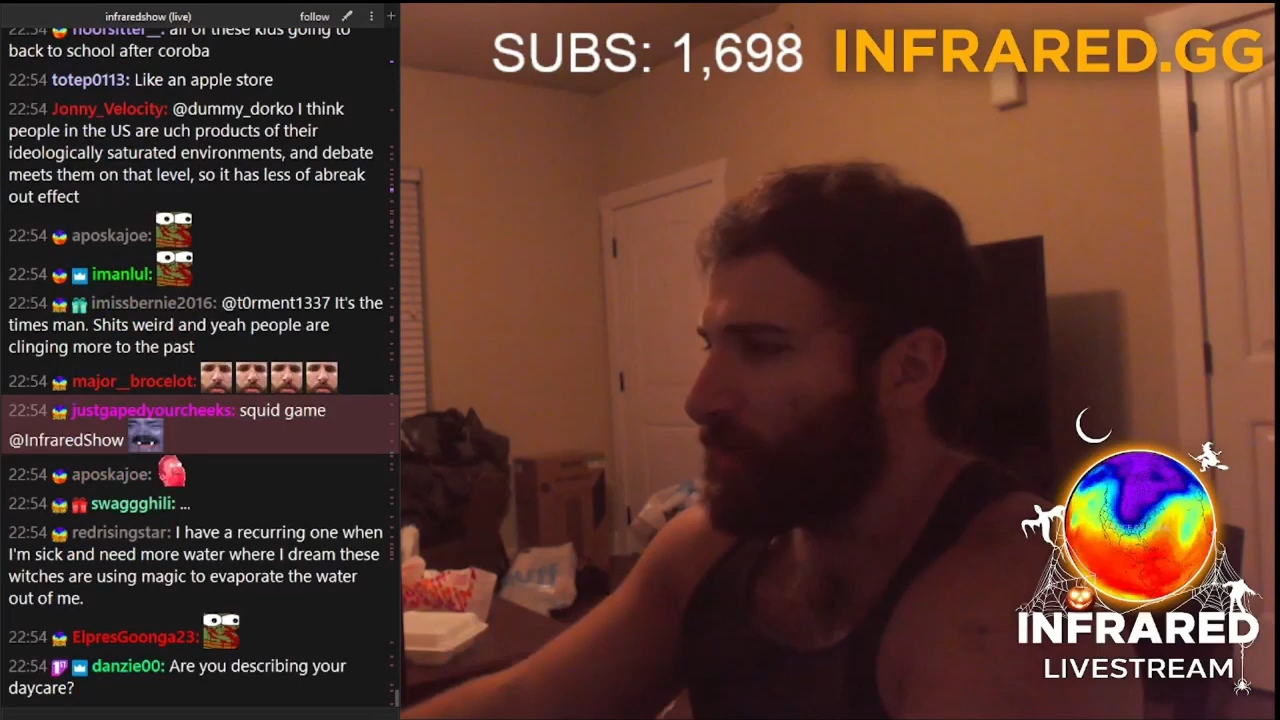 infraredshow (live)
follow
22:54 floorsitter__: all of these kids going to
back to school after coroba
22:54 totep0113: Like an apple store
22:54 Jonny_Velocity: @dummy_dorko I think
people in the US are uch products of their
ideologically saturated environments, and debate
meets them on that level, so it has less of abreak
out effect
22:54 aposkajoe:
22:54 imanlul:
22:54 imissbernie2016: @t0rment1337 It's the
times man. Shits weird and yeah people are
clinging more to the past
22:54 major__brocelot:
22:54 justgapedyourcheeks: squid game
@InfraredShow
22:54 aposkajoe:
22:54 swaggghili: ...
22:54 redrisingstar: I have a recurring one when
I'm sick and need more water where I dream these
witches are using magic to evaporate the water
out of me.
22:54 ElpresGoonga23:
22:54 danzie00: Are you describing your
daycare?
SUBS: 1,698 INFRARED.GG
INFRARED
LIVESTREAM